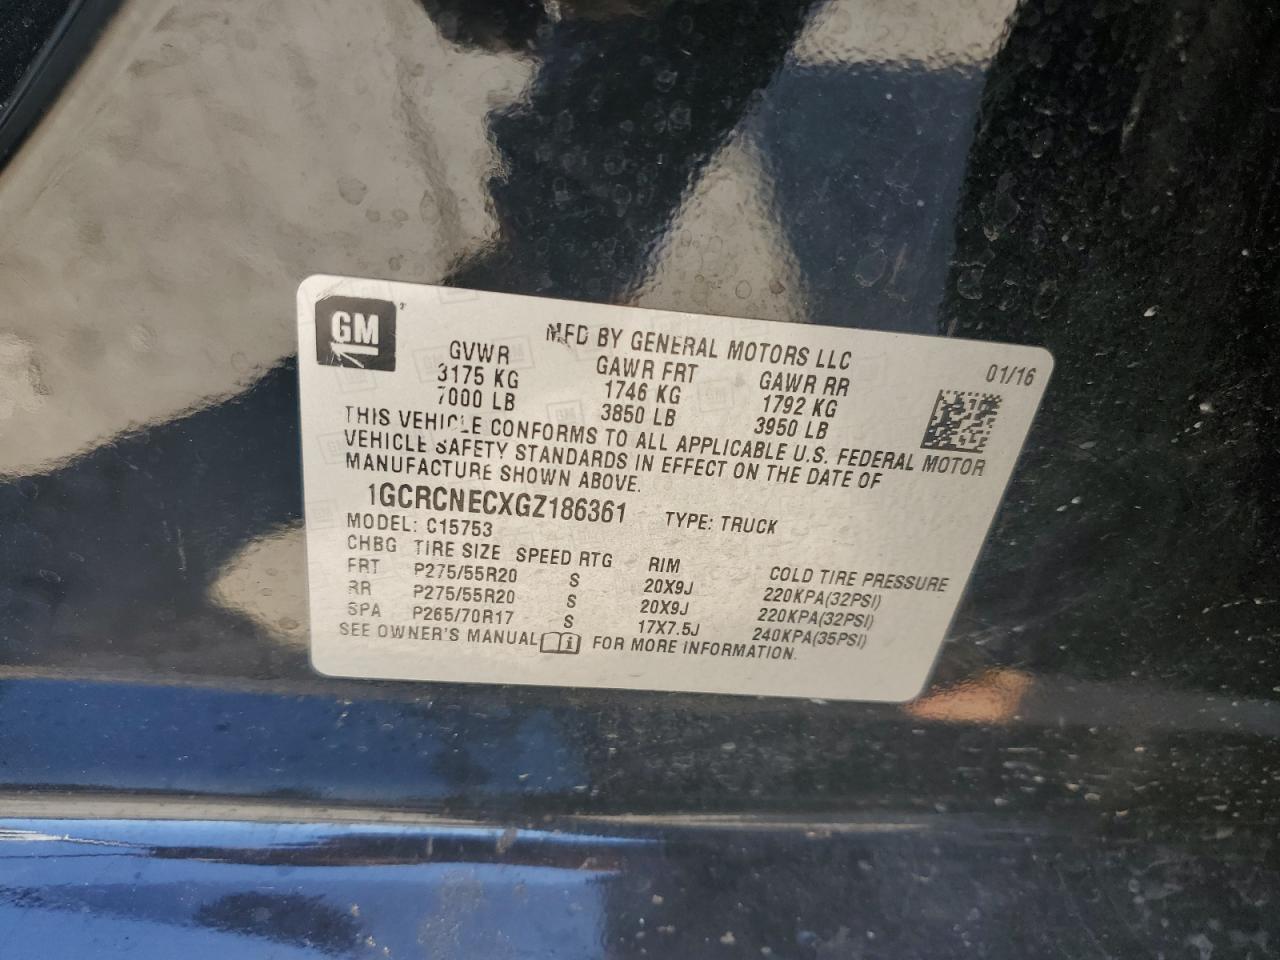 GM
MFD BY GENERAL MOTORS LLC
01/16
GVWR GAWR FRT GAWR RR
3175 KG 1746 KG 1792 KG
7000 LB 3850 LB 3950 LB
THIS VEHICLE CONFORMS TO ALL APPLICABLE U.S. FEDERAL MOTOR
VEHICLE SAFETY STANDARDS IN EFFECT ON THE DATE OF
MANUFACTURE SHOWN ABOVE.
1GCRCNECXGZ186361 TYPE: TRUCK
MODEL: C15753
CHBG TIRE SIZE SPEED RTG RIM COLD TIRE PRESSURE
FRT P275/55R20 S 20X9J 220KPA(32PSI)
RR P275/55R20 S 20X9J 220KPA(32PSI)
SPA P265/70R17 S 17X7.5J 240KPA(35PSI)
SEE OWNER'S MANUAL FOR MORE INFORMATION.